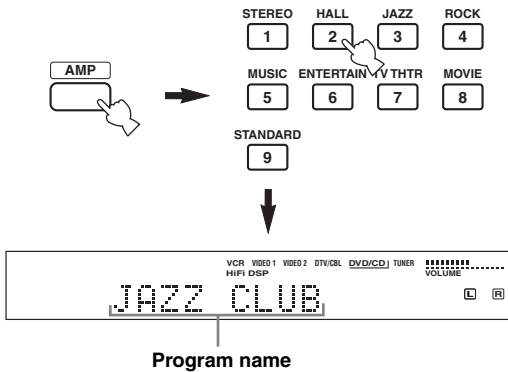 STEREO HALL JAZZ ROCK
1 2 3 4
AMP
MUSIC ENTERTAIN TV THTR MOVIE
5 6 7 8
STANDARD
9
VCR VIDEO 1 VIDEO 2 DTV/CBL DVD/CD TUNER
HiFi DSP VOLUME
JAZZ CLUB L R
Program name